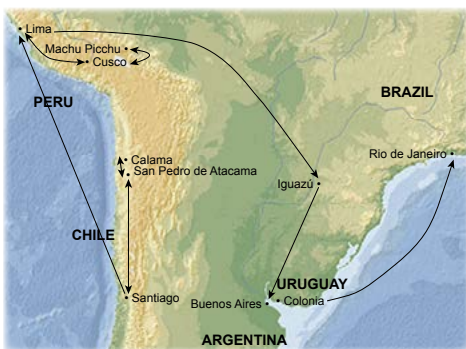 Lima
Machu Picchu
Cusco
PERU
BRAZIL
Rio de Janeiro
Calama
San Pedro de Atacama
Iguazú
CHILE
URUGUAY
Santiago
Buenos Aires
Colonia
ARGENTINA